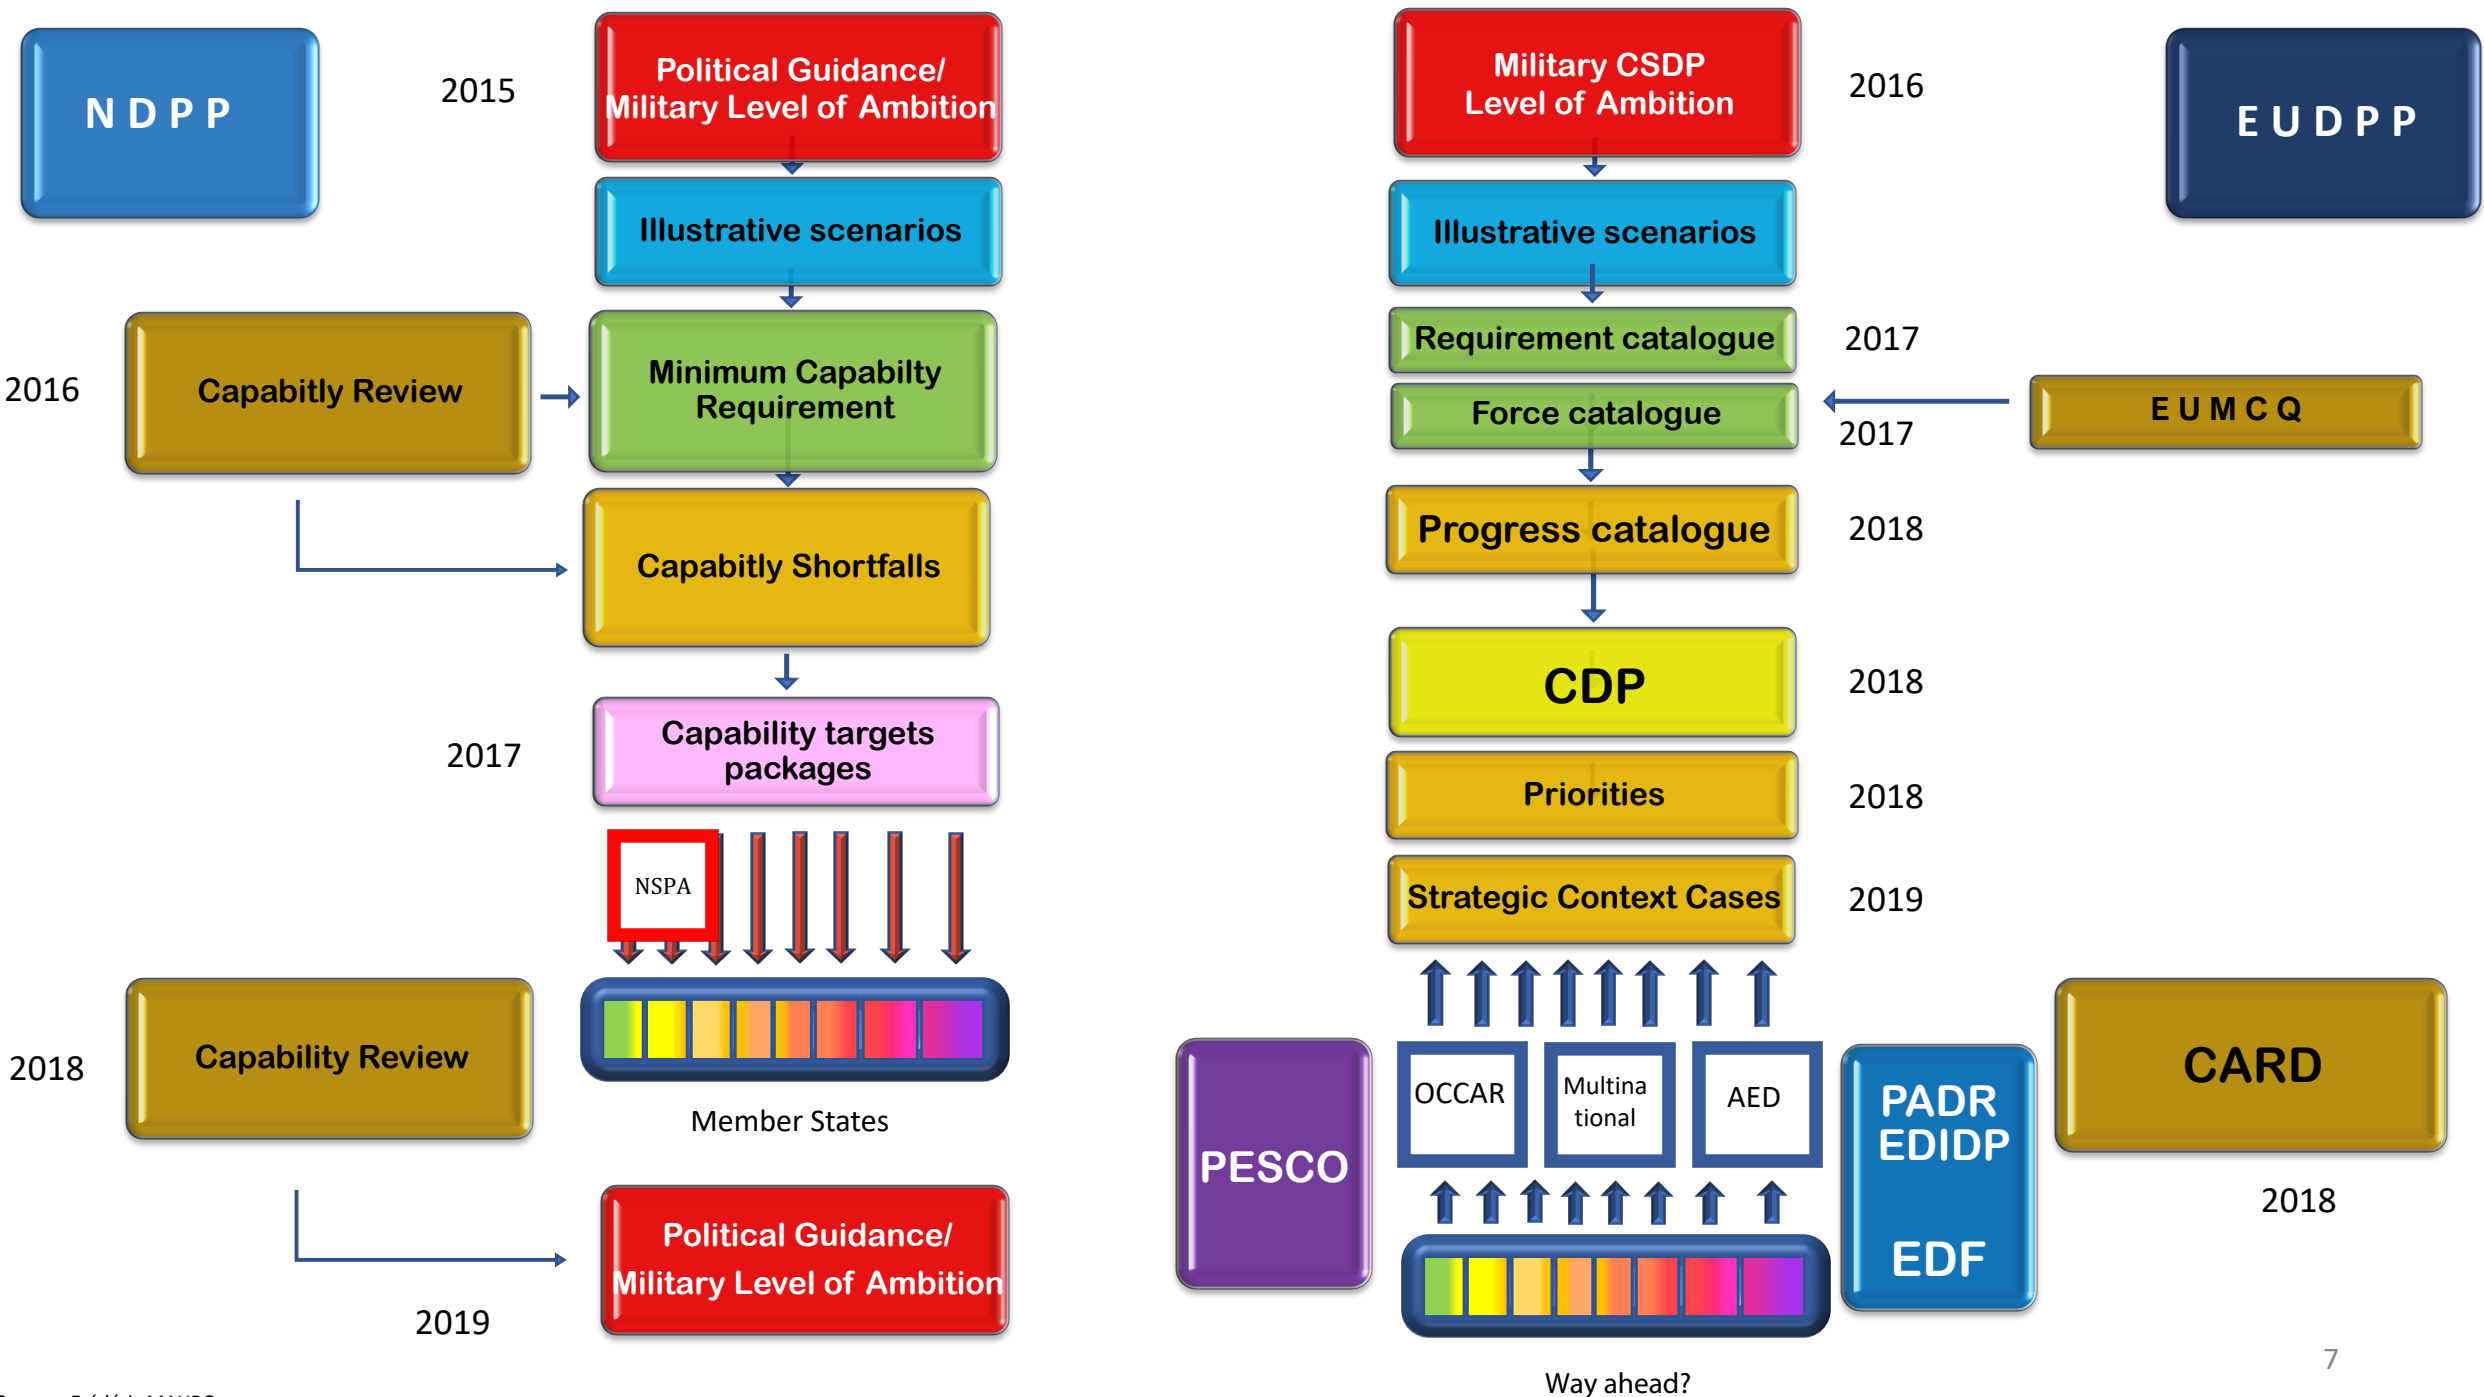 N D P P
2015
Political Guidance/
Military Level of Ambition
Illustrative scenarios
2016
Capabitly Review
Minimum Capabilty
Requirement
Capabitly Shortfalls
2017
Capability targets
packages
NSPA
Member States
2018
Capability Review
Political Guidance/
Military Level of Ambition
2019
Military CSDP
Level of Ambition
2016
E U D P P
Illustrative scenarios
Requirement catalogue
2017
Force catalogue
2017
E U M C Q
Progress catalogue
2018
CDP
2018
Priorities
2018
Strategic Context Cases
2019
PESCO
OCCAR
Multina
tional
AED
PADR
EDIDP
EDF
CARD
2018
Way ahead?
7